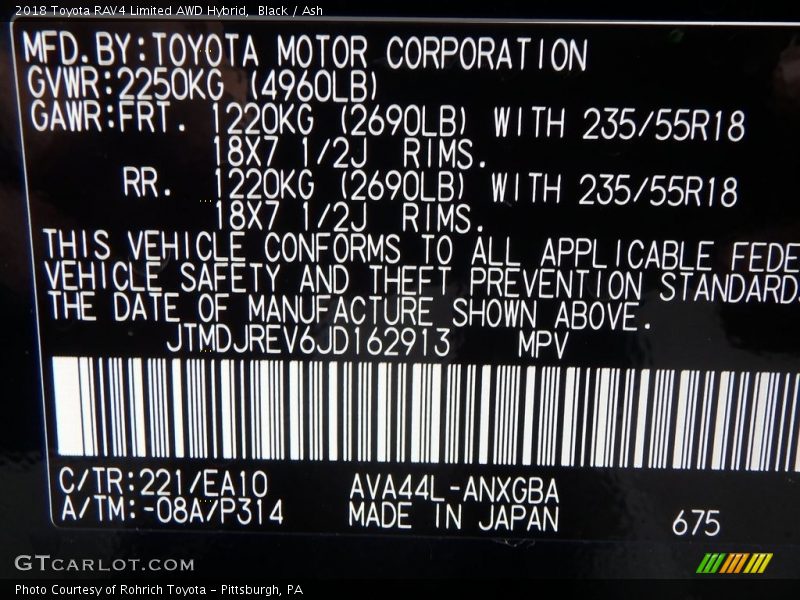 2018 Toyota RAV4 Limited AWD Hybrid, Black / Ash
MFD.BY:TOYOTA MOTOR CORPORATION
GVWR:2250KG (4960LB)
GAWR:FRT. 1220KG (2690LB) WITH 235/55R18
18X7 1/2J RIMS.
RR. 1220KG (2690LB) WITH 235/55R18
18X7 1/2J RIMS.
THIS VEHICLE CONFORMS TO ALL APPLICABLE FEDE
VEHICLE SAFETY AND THEFT PREVENTION STANDARD
THE DATE OF MANUFACTURE SHOWN ABOVE.
JTMDJREV6JD162913 MPV
C/TR:221/EA10 AVA44L-ANXGBA
A/TM:-08A/P314 MADE IN JAPAN 675
GTCARLOT.COM
Photo Courtesy of Rohrich Toyota - Pittsburgh, PA